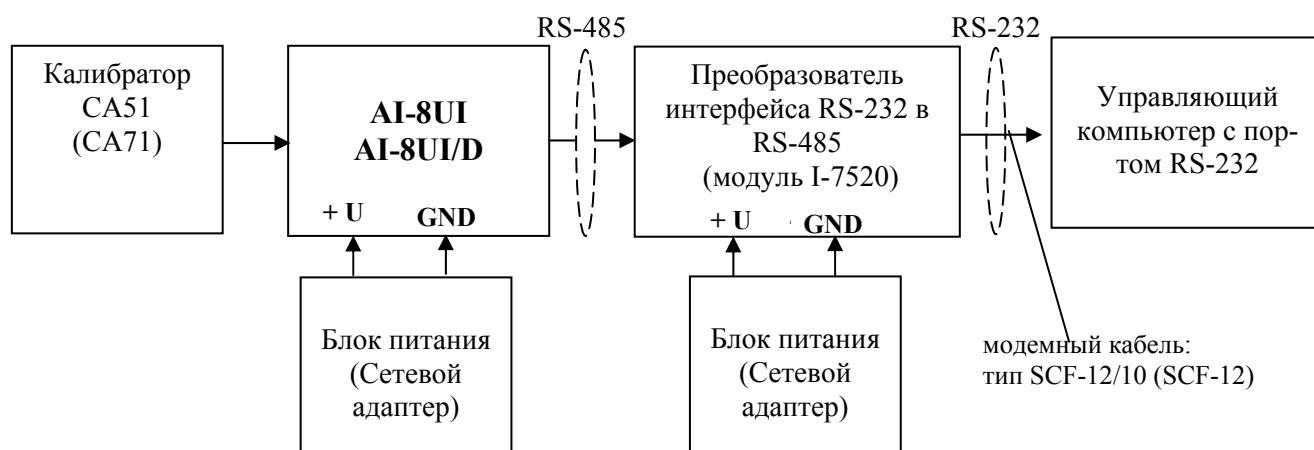 RS-485
RS-232
Калибратор
CA51
(CA71)
AI-8UI
AI-8UI/D
+ U GND
Преобразователь
интерфейса RS-232 в
RS-485
(модуль I-7520)
+ U GND
Управляющий
компьютер с пор-
том RS-232
Блок питания
(Сетевой
адаптер)
Блок питания
(Сетевой
адаптер)
модемный кабель:
тип SCF-12/10 (SCF-12)